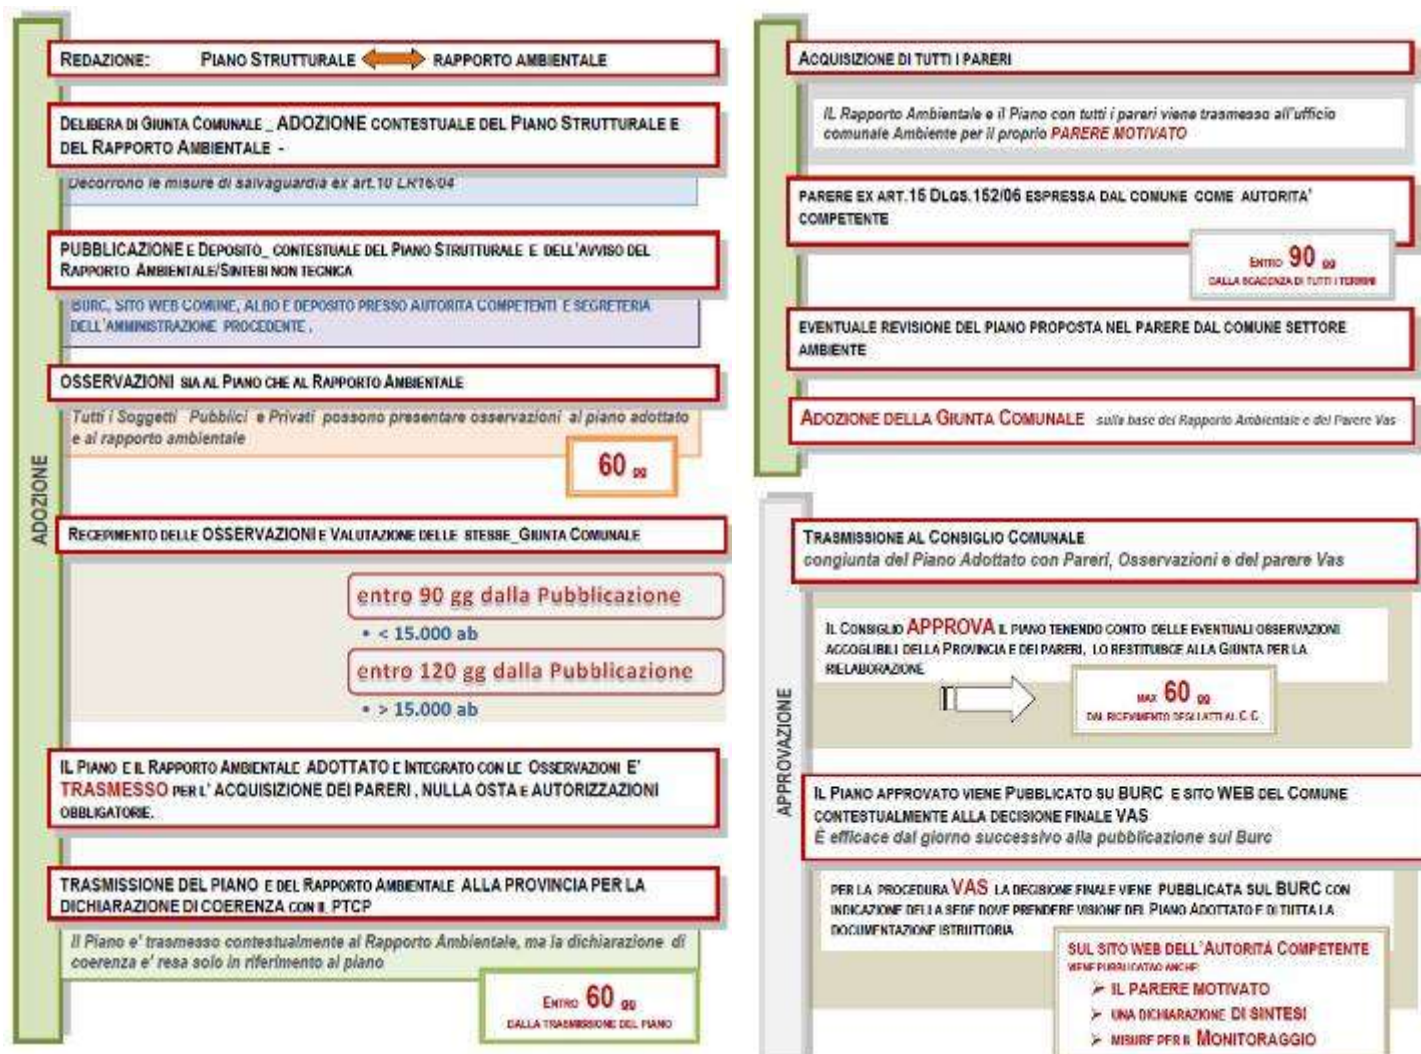 ADOZIONE
REDAZIONE: PIANO STRUTTURALE RAPPORTO AMBIENTALE
DELIBERA DI GIUNTA COMUNALE _ ADOZIONE CONTESTUALE DEL PIANO STRUTTURALE E
DEL RAPPORTO AMBIENTALE -
Decorrono le misure di salvaguardia ex art.10 LR16/04
PUBBLICAZIONE E DEPOSITO_ CONTESTUALE DEL PIANO STRUTTURALE E DELL'AVVISO DEL
RAPPORTO AMBIENTALE/SINTESI NON TECNICA
BURC, SITO WEB COMUNE, ALBO E DEPOSITO PRESSO AUTORITA COMPETENTI E SEGRETERIA
DELL'AMMINISTRAZIONE PROCEDENTE .
OSSERVAZIONI SIA AL PIANO CHE AL RAPPORTO AMBIENTALE
Tutti i Soggetti Pubblici e Privati possono presentare osservazioni al piano adottato
e al rapporto ambientale
60 gg
RECEPIMENTO DELLE OSSERVAZIONI E VALUTAZIONE DELLE STESSE_GIUNTA COMUNALE
entro 90 gg dalla Pubblicazione
• < 15.000 ab
entro 120 gg dalla Pubblicazione
• > 15.000 ab
IL PIANO E IL RAPPORTO AMBIENTALE ADOTTATO E INTEGRATO CON LE OSSERVAZIONI E'
TRASMESSO PER L' ACQUISIZIONE DEI PARERI , NULLA OSTA E AUTORIZZAZIONI
OBBLIGATORIE.
TRASMISSIONE DEL PIANO E DEL RAPPORTO AMBIENTALE ALLA PROVINCIA PER LA
DICHIARAZIONE DI COERENZA CON IL PTCP
Il Piano e' trasmesso contestualmente al Rapporto Ambientale, ma la dichiarazione di
coerenza e' resa solo in riferimento al piano
ENTRO 60 gg
DALLA TRASMISSIONE DEL PIANO
ACQUISIZIONE DI TUTTI I PARERI
IL Rapporto Ambientale e il Piano con tutti i pareri viene trasmesso all'ufficio
comunale Ambiente per il proprio PARERE MOTIVATO
PARERE EX ART.15 DLGS.152/06 ESPRESSA DAL COMUNE COME AUTORITA'
COMPETENTE
ENTRO 90 gg
DALLA SCADENZA DI TUTTI I TERMINI
EVENTUALE REVISIONE DEL PIANO PROPOSTA NEL PARERE DAL COMUNE SETTORE
AMBIENTE
ADOZIONE DELLA GIUNTA COMUNALE sulla base del Rapporto Ambientale e del Parere Vas
APPROVAZIONE
TRASMISSIONE AL CONSIGLIO COMUNALE
congiunta del Piano Adottato con Pareri, Osservazioni e del parere Vas
IL CONSIGLIO APPROVA IL PIANO TENENDO CONTO DELLE EVENTUALI OSSERVAZIONI
ACCOGLIBILI DELLA PROVINCIA E DEI PARERI, LO RESTITUISCE ALLA GIUNTA PER LA
RIELABORAZIONE
MAX 60 gg
DAL RICEVIMENTO DEGLI ATTI AL C.C.
IL PIANO APPROVATO VIENE PUBBLICATO SU BURC E SITO WEB DEL COMUNE
CONTESTUALMENTE ALLA DECISIONE FINALE VAS
È efficace dal giorno successivo alla pubblicazione sul Burc
PER LA PROCEDURA VAS LA DECISIONE FINALE VIENE PUBBLICATA SUL BURC CON
INDICAZIONE DELLA SEDE DOVE PRENDERE VISIONE DEL PIANO ADOTTATO E DI TUTTA LA
DOCUMENTAZIONE ISTRUTTORIA
SUL SITO WEB DELL'AUTORITÀ COMPETENTE
VIENE PUBBLICATAO ANCHE:
➢ IL PARERE MOTIVATO
➢ UNA DICHIARAZIONE DI SINTESI
➢ MISURE PER IL MONITORAGGIO